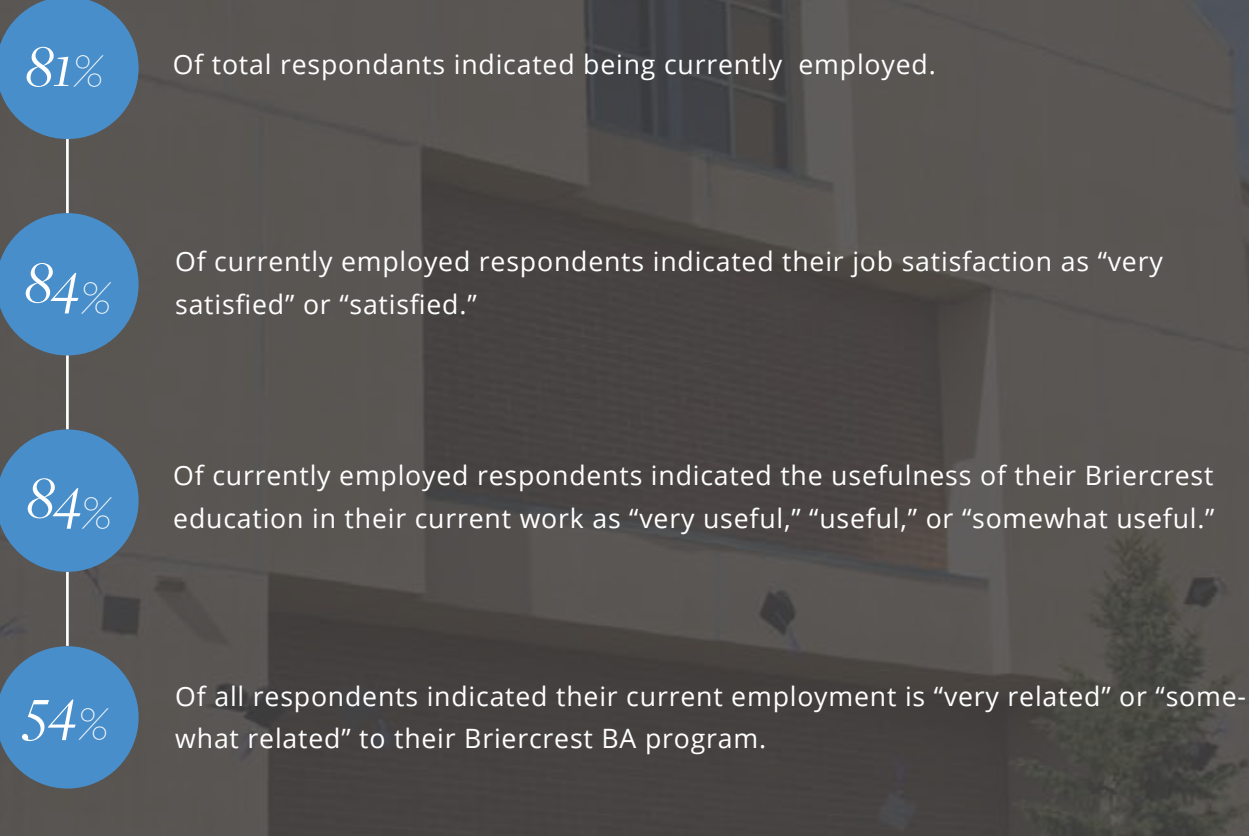 81%
Of total respondants indicated being currently employed.
84%
Of currently employed respondents indicated their job satisfaction as “very
satisfied” or “satisfied.”
84%
Of currently employed respondents indicated the usefulness of their Briercrest
education in their current work as “very useful,” “useful,” or “somewhat useful.”
54%
Of all respondents indicated their current employment is “very related” or “some-
what related” to their Briercrest BA program.